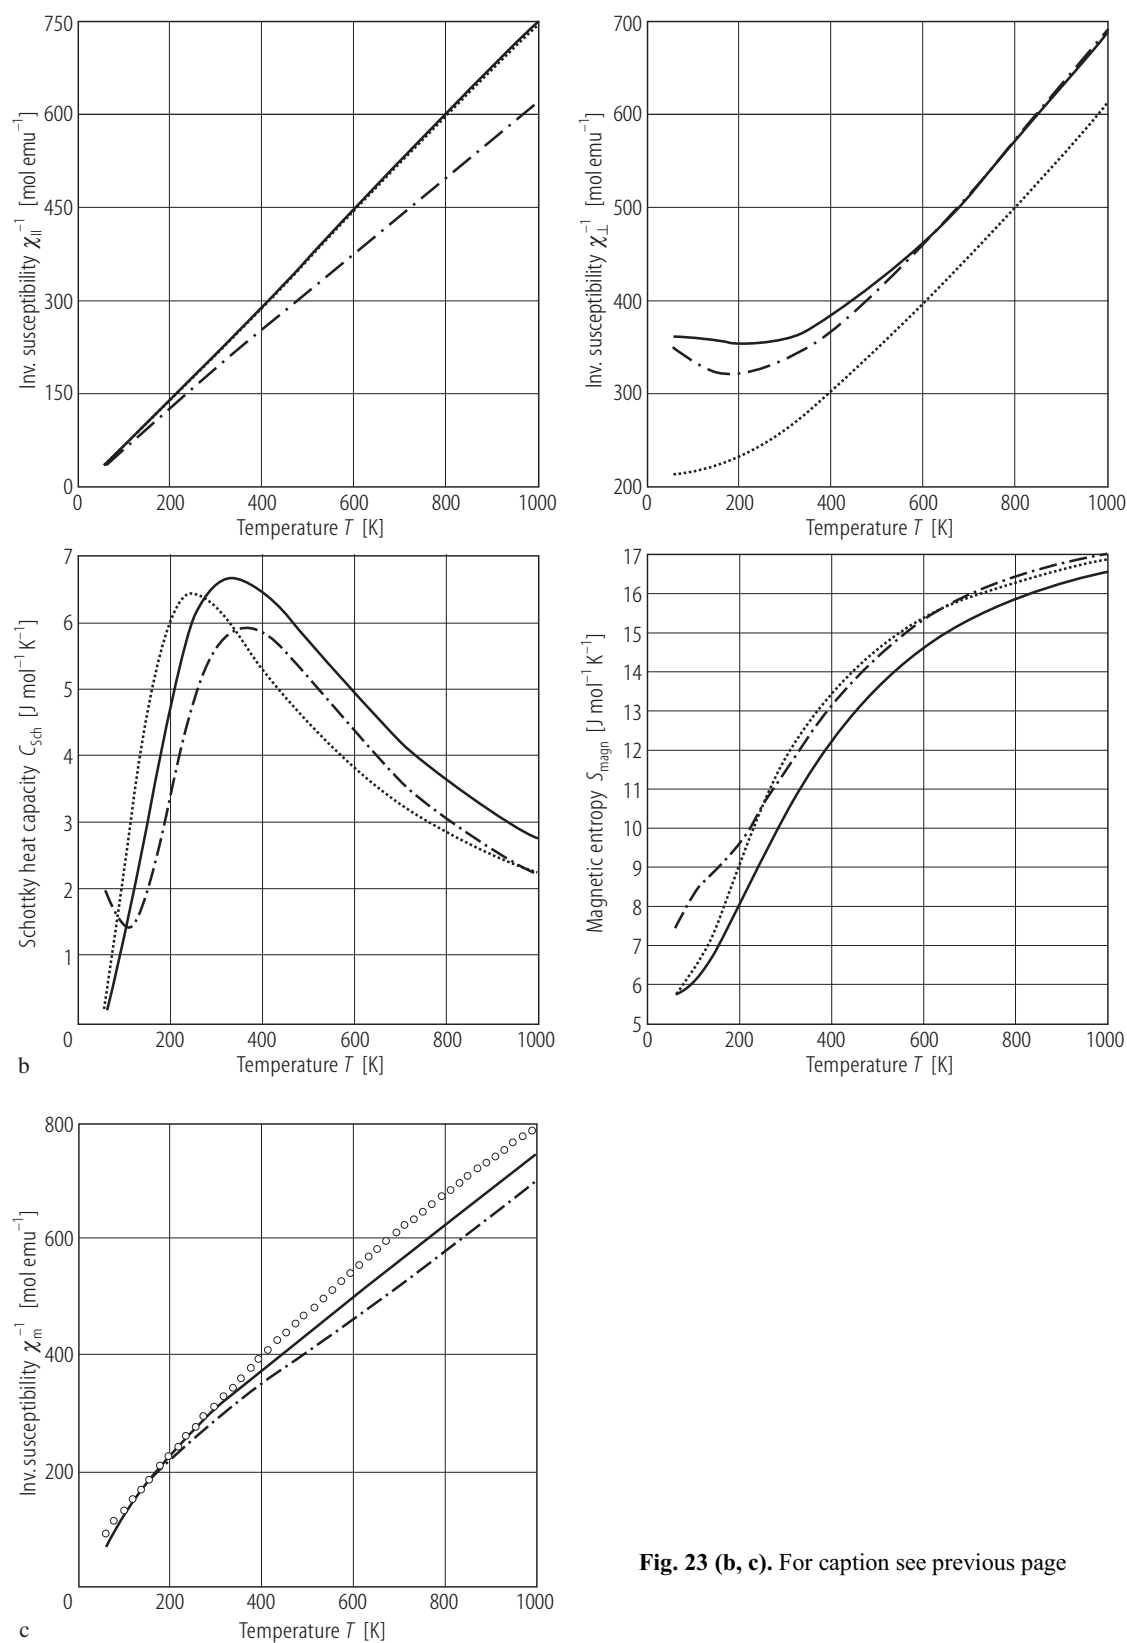 750
600
450
300
150
0
Inv. susceptibility χ∥⁻¹ [mol emu⁻¹]
0 200 400 600 800 1000
Temperature T [K]
700
600
500
400
300
200
Inv. susceptibility χ⊥⁻¹ [mol emu⁻¹]
0 200 400 600 800 1000
Temperature T [K]
7
6
5
4
3
2
1
Schottky heat capacity C_Sch [J mol⁻¹ K⁻¹]
0 200 400 600 800 1000
Temperature T [K]
17
16
15
14
13
12
11
10
9
8
7
6
5
Magnetic entropy S_magn [J mol⁻¹ K⁻¹]
0 200 400 600 800 1000
Temperature T [K]
b
800
600
400
200
Inv. susceptibility χ_m⁻¹ [mol emu⁻¹]
0 200 400 600 800 1000
Temperature T [K]
c
Fig. 23 (b, c). For caption see previous page